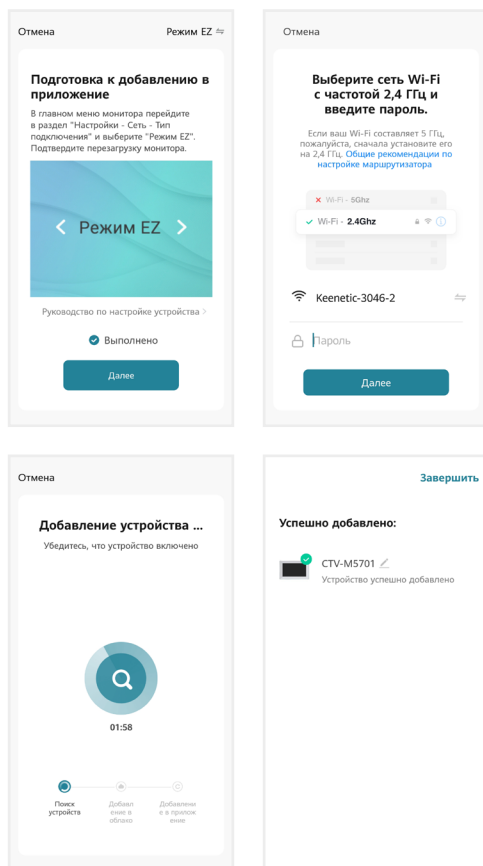 Отмена
Режим EZ
Подготовка к добавлению в
приложение
В главном меню монитора перейдите
в раздел "Настройки - Сеть - Тип
подключения" и выберите "Режим EZ".
Подтвердите перезагрузку монитора.
Режим EZ
Руководство по настройке устройства >
Выполнено
Далее
Отмена
Выберите сеть Wi-Fi
с частотой 2,4 ГГц и
введите пароль.
Если ваш Wi-Fi составляет 5 ГГц,
пожалуйста, сначала установите его
на 2,4 ГГц. Общие рекомендации по
настройке маршрутизатора
Wi-Fi - 5Ghz
Wi-Fi - 2.4Ghz
Keenetic-3046-2
Пароль
Далее
Отмена
Добавление устройства ...
Убедитесь, что устройство включено
01:58
Поиск
устройств
Добавл
ение в
облако
Добавлени
е в прилож
ение
Завершить
Успешно добавлено:
CTV-M5701
Устройство успешно добавлено